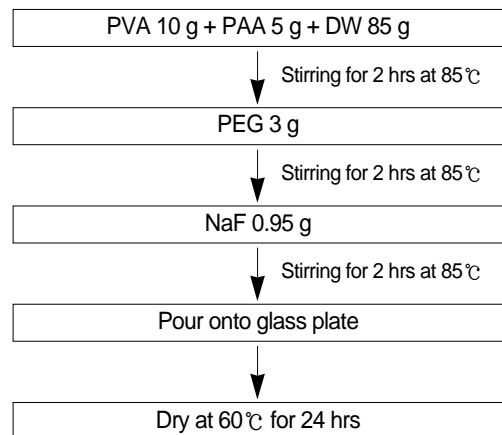 PVA 10 g + PAA 5 g + DW 85 g
Stirring for 2 hrs at 85℃
PEG 3 g
Stirring for 2 hrs at 85℃
NaF 0.95 g
Stirring for 2 hrs at 85℃
Pour onto glass plate
Dry at 60℃ for 24 hrs